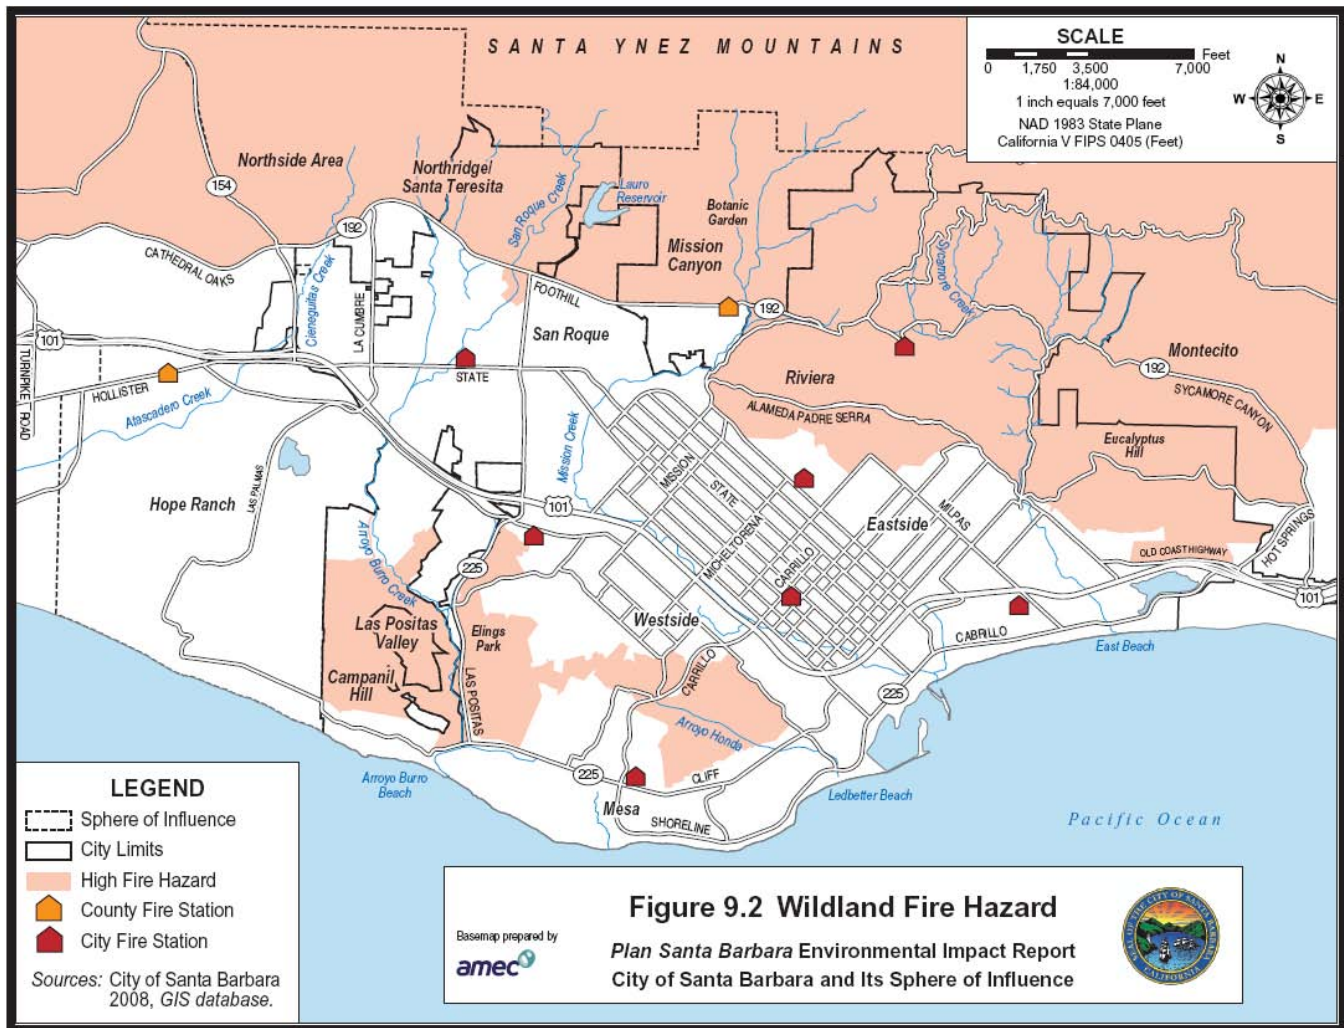 SANTA YNEZ MOUNTAINS
SCALE
Feet
0 1,750 3,500 7,000
1:84,000
1 inch equals 7,000 feet
NAD 1983 State Plane
California V FIPS 0405 (Feet)
N
W E
S
Northside Area
154
Northridge/
Santa Teresita
San Roque Creek
Lauro
Reservoir
Botanic
Garden
Mission
Canyon
Sycamore Creek
192
CATHEDRAL OAKS
Cieneguitas Creek
LA CUMBRE
FOOTHILL
San Roque
192
101
TURNPIKE ROAD
HOLLISTER
Atascadero Creek
STATE
Riviera
ALAMEDA PADRE SERRA
Montecito
192
SYCAMORE CANYON
Eucalyptus
Hill
Mission Creek
MISSION
STATE
MICHELTORENA
CARRILLO
Eastside
MILPAS
Hope Ranch
LAS PALMAS
101
Arroyo Burro Creek
225
OLD COAST HIGHWAY
HOT SPRINGS
101
Las Positas
Valley
Elings
Park
Westside
CABRILLO
East Beach
Campanil
Hill
LAS POSITAS
CARRILLO
225
Arroyo Honda
Arroyo Burro
Beach
225
CLIFF
Ledbetter Beach
Mesa
SHORELINE
Pacific Ocean
LEGEND
Sphere of Influence
City Limits
High Fire Hazard
County Fire Station
City Fire Station
Sources: City of Santa Barbara
2008, GIS database.
Basemap prepared by
amec
Figure 9.2 Wildland Fire Hazard
Plan Santa Barbara Environmental Impact Report
City of Santa Barbara and Its Sphere of Influence
SEAL OF THE CITY OF SANTA BARBARA
CALIFORNIA